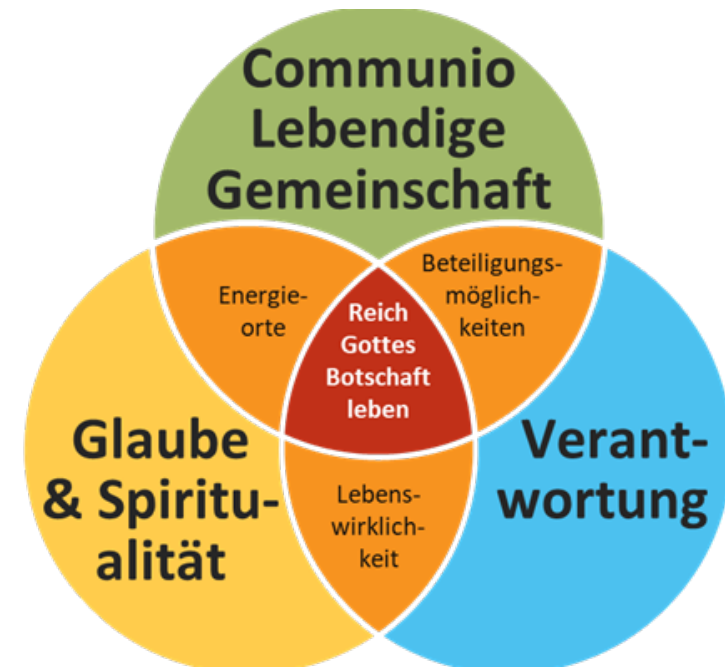 Communio
Lebendige
Gemeinschaft
Energie-
orte
Beteiligungs-
möglich-
keiten
Reich
Gottes
Botschaft
leben
Glaube
& Spiritu-
alität
Verant-
wortung
Lebens-
wirklich-
keit